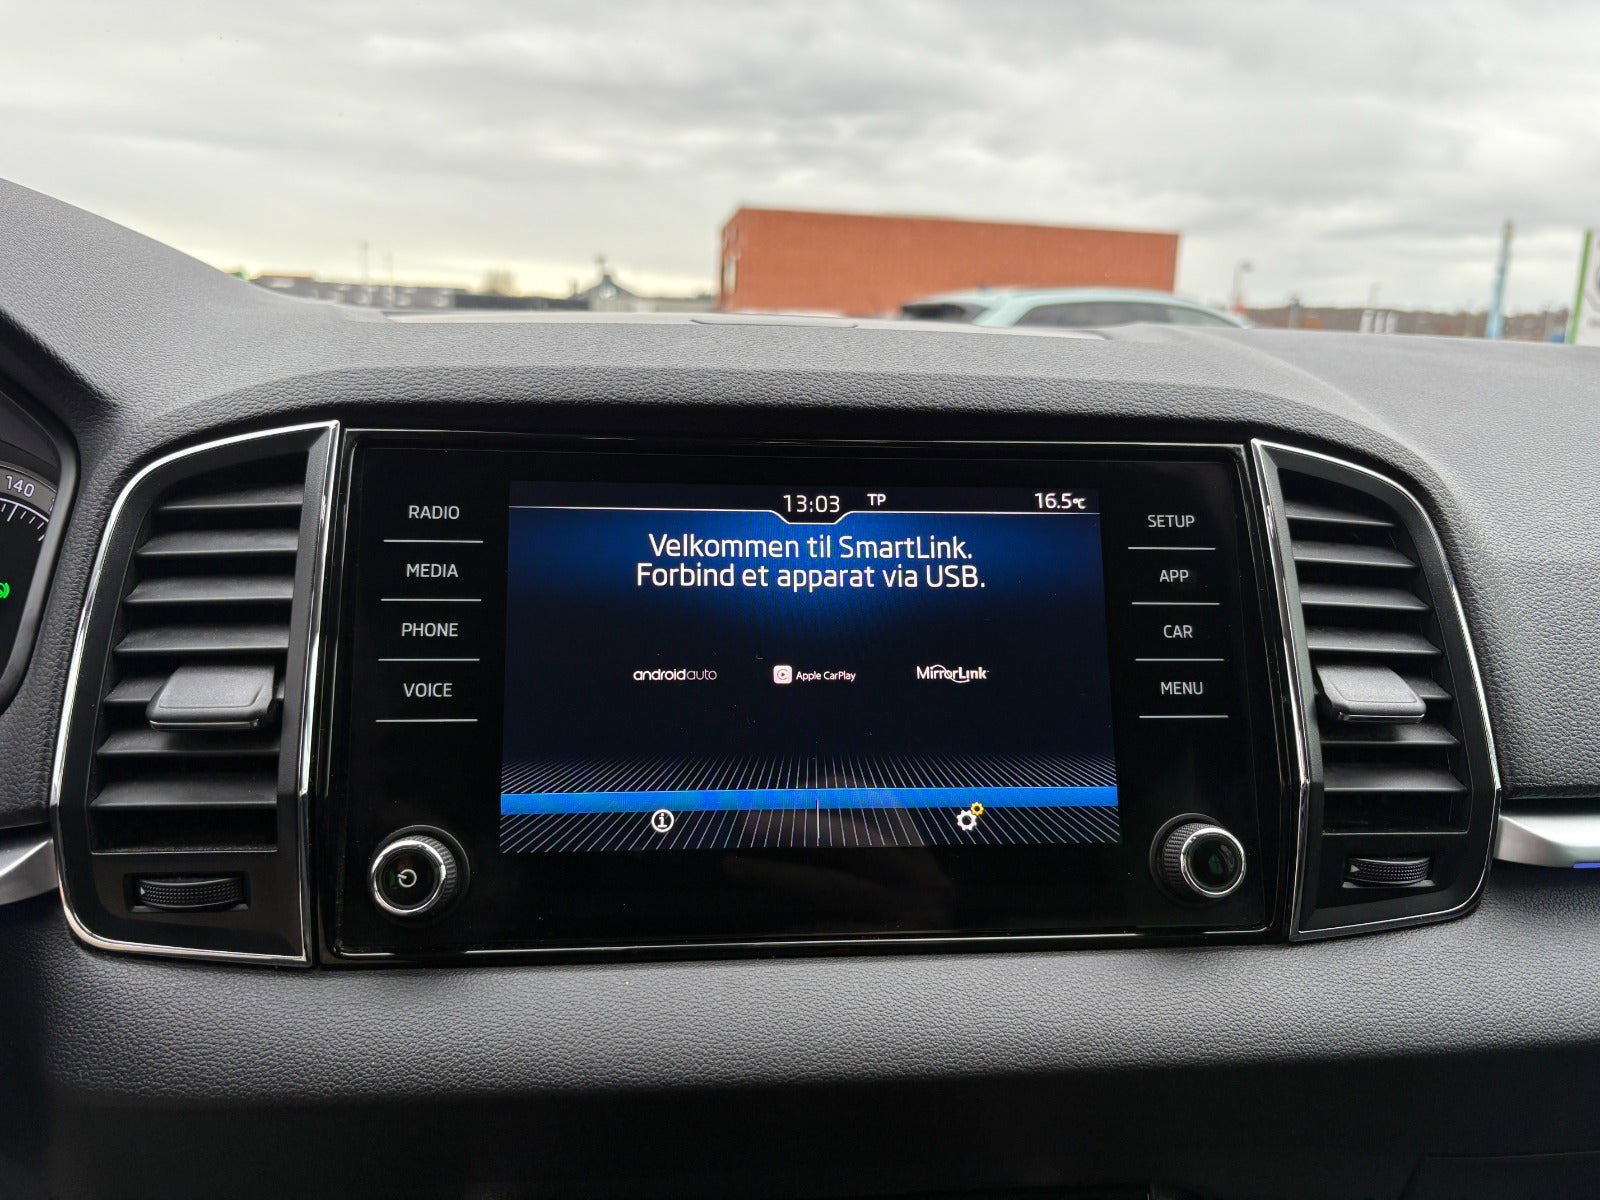 140
RADIO
MEDIA
PHONE
VOICE
13:03 TP 16.5°C
Velkommen til SmartLink.
Forbind et apparat via USB.
androidauto
Apple CarPlay
MirrorLink
SETUP
APP
CAR
MENU